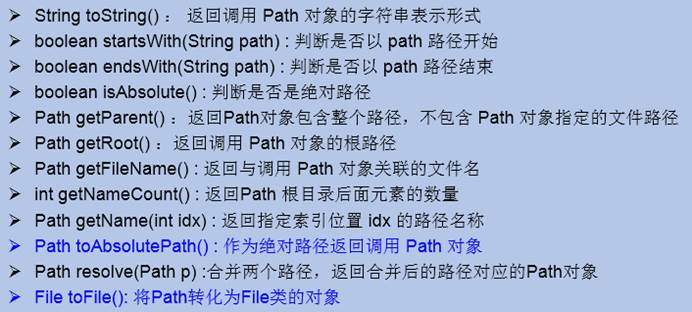 ➢ String toString() : 返回调用 Path 对象的字符串表示形式
➢ boolean startsWith(String path) : 判断是否以 path 路径开始
➢ boolean endsWith(String path) : 判断是否以 path 路径结束
➢ boolean isAbsolute() : 判断是否是绝对路径
➢ Path getParent() : 返回Path对象包含整个路径，不包含 Path 对象指定的文件路径
➢ Path getRoot() : 返回调用 Path 对象的根路径
➢ Path getFileName() : 返回与调用 Path 对象关联的文件名
➢ int getNameCount() : 返回Path 根目录后面元素的数量
➢ Path getName(int idx) : 返回指定索引位置 idx 的路径名称
➢ Path toAbsolutePath() : 作为绝对路径返回调用 Path 对象
➢ Path resolve(Path p) :合并两个路径，返回合并后的路径对应的Path对象
➢ File toFile(): 将Path转化为File类的对象